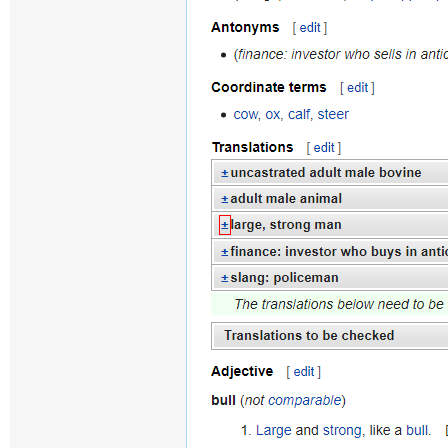 Antonyms [ edit ]
• (finance: investor who sells in
Coordinate terms [ edit ]
• cow, ox, calf, steer
Translations [ edit ]
± uncastrated adult male bovine
± adult male animal
± large, strong man
± finance: investor who buys in
± slang: policeman
The translations below need to be
Translations to be checked
Adjective [ edit ]
bull (not comparable)
1. Large and strong, like a bull. [